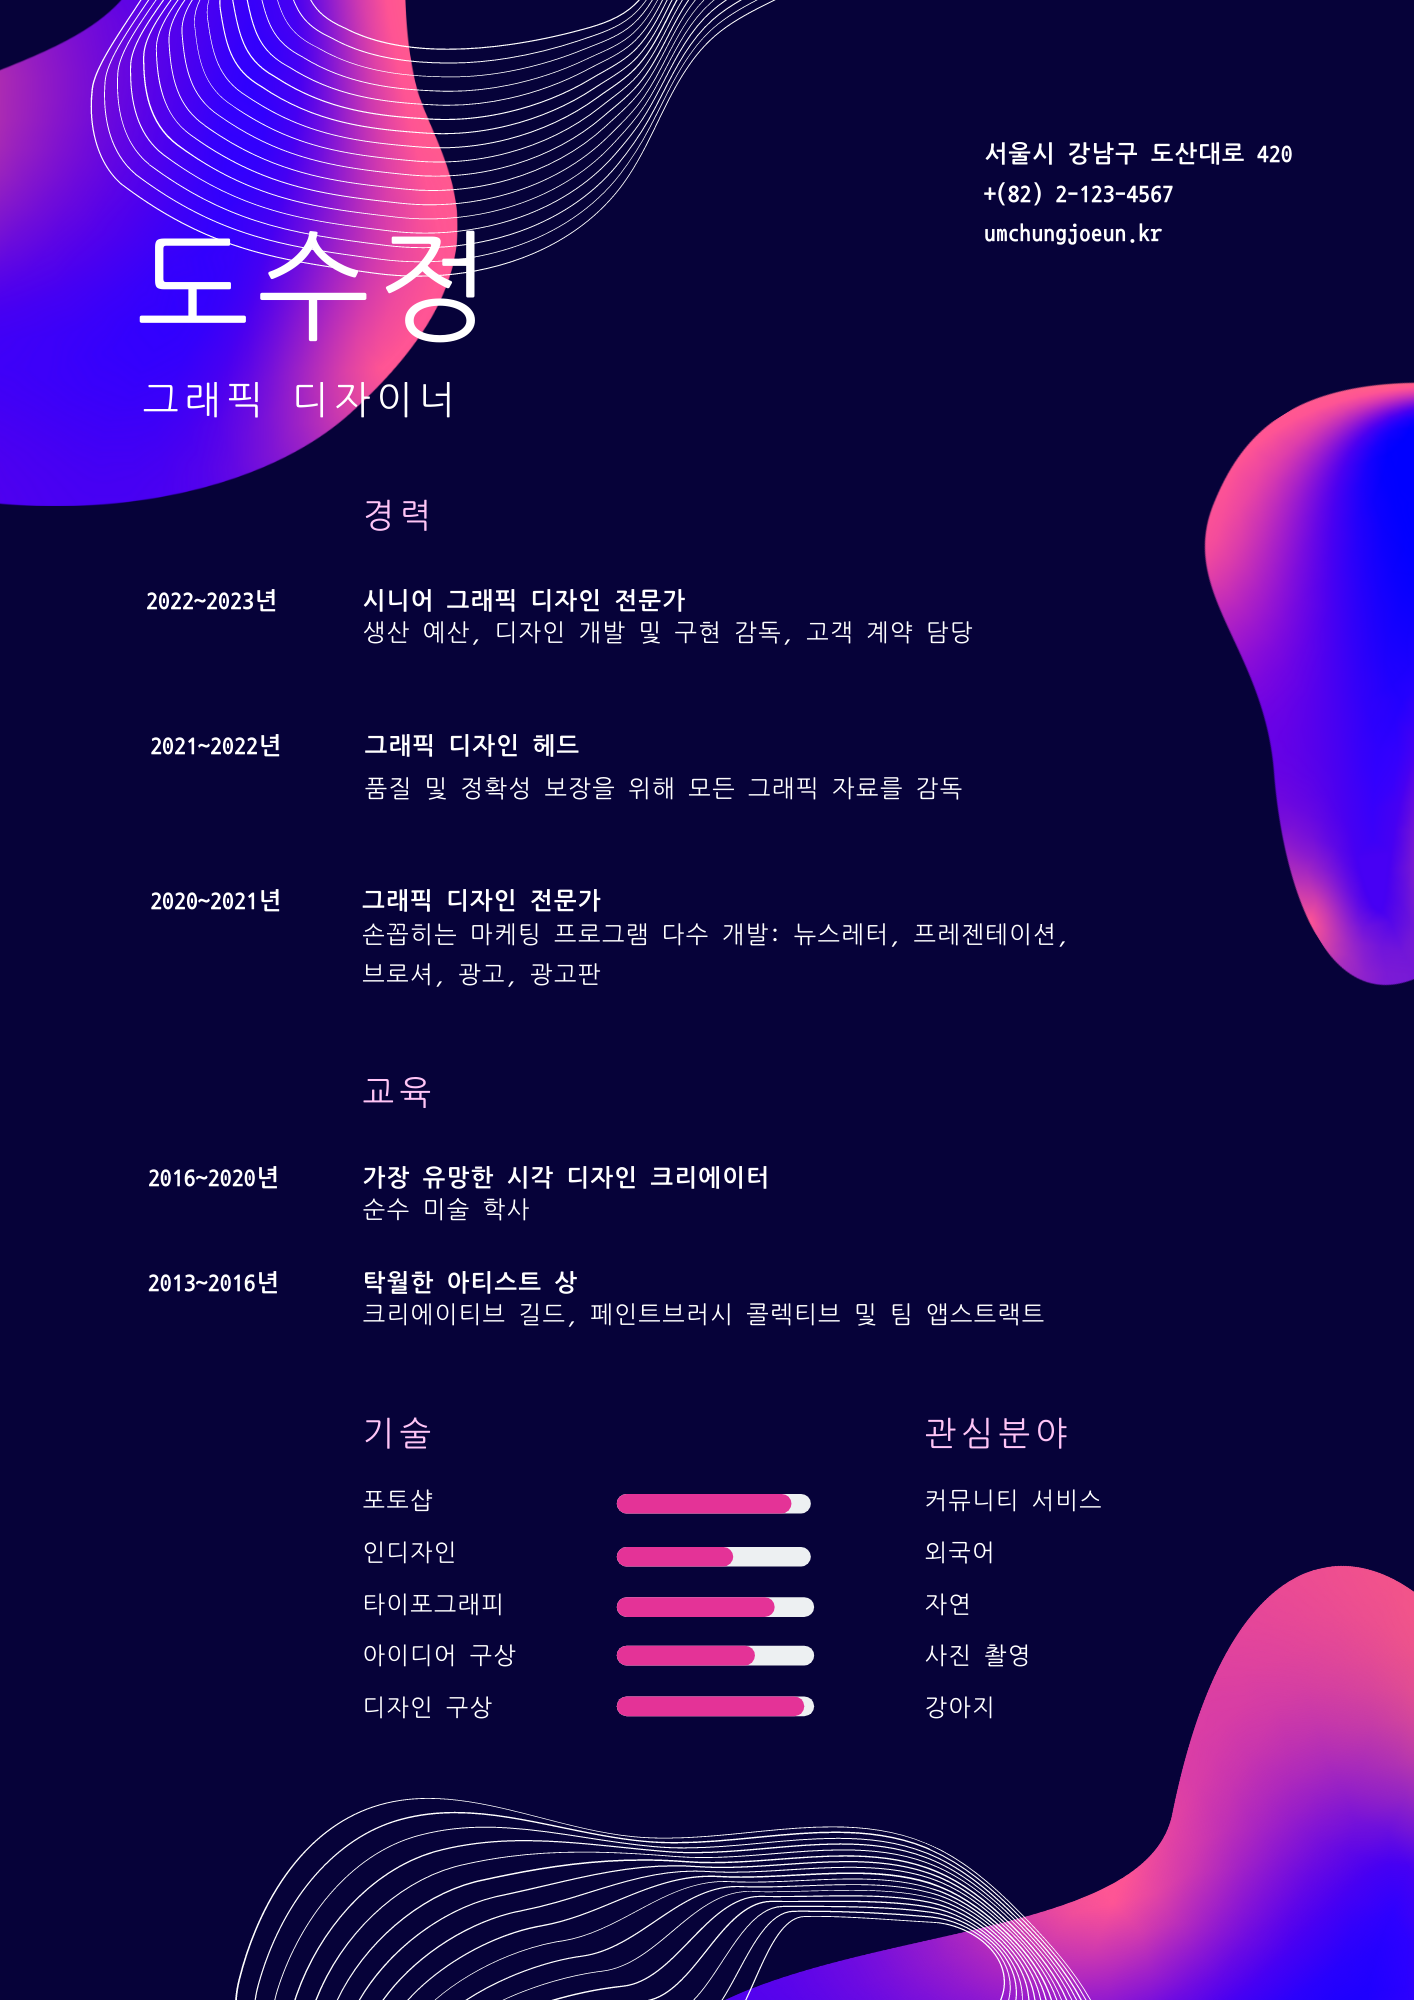 서울시 강남구 도산대로 420
+(82) 2-123-4567
umchungjoeun.kr
도수정
그래픽 디자이너
경력
2022~2023년
시니어 그래픽 디자인 전문가
생산 예산, 디자인 개발 및 구현 감독, 고객 계약 담당
2021~2022년
그래픽 디자인 헤드
품질 및 정확성 보장을 위해 모든 그래픽 자료를 감독
2020~2021년
그래픽 디자인 전문가
손꼽히는 마케팅 프로그램 다수 개발: 뉴스레터, 프레젠테이션,
브로셔, 광고, 광고판
교육
2016~2020년
가장 유망한 시각 디자인 크리에이터
순수 미술 학사
2013~2016년
탁월한 아티스트 상
크리에이티브 길드, 페인트브러시 콜렉티브 및 팀 앱스트랙트
기술
포토샵
인디자인
타이포그래피
아이디어 구상
디자인 구상
관심분야
커뮤니티 서비스
외국어
자연
사진 촬영
강아지